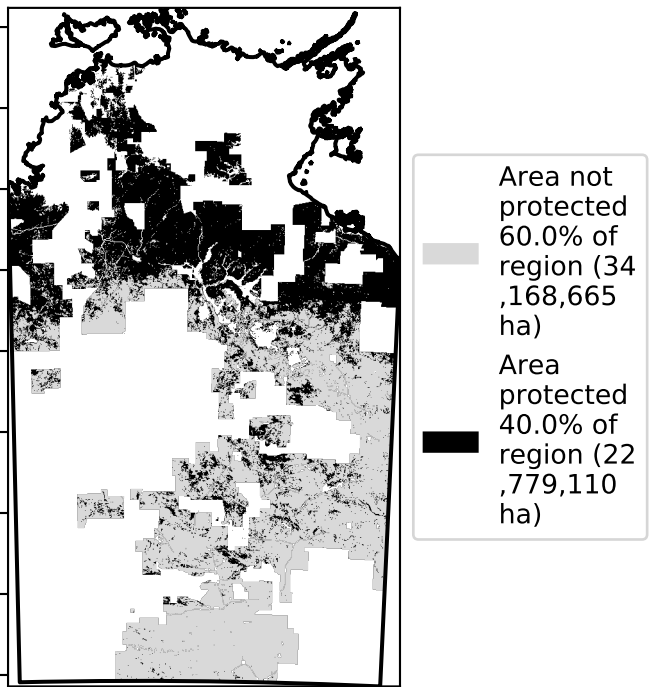 Area not
protected
60.0% of
region (34
,168,665
ha)
Area
protected
40.0% of
region (22
,779,110
ha)